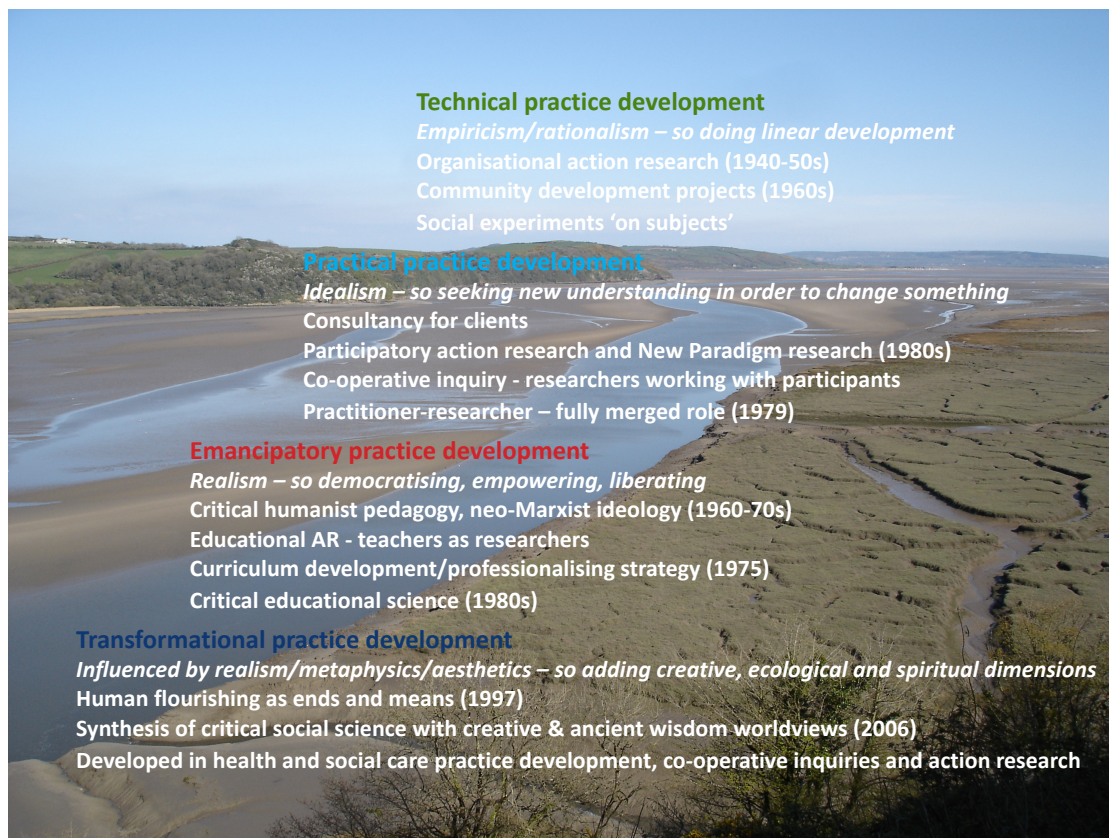 Technical practice development
Empiricism/rationalism – so doing linear development
Organisational action research (1940-50s)
Community development projects (1960s)
Social experiments ‘on subjects’
Practical practice development
Idealism – so seeking new understanding in order to change something
Consultancy for clients
Participatory action research and New Paradigm research (1980s)
Co-operative inquiry - researchers working with participants
Practitioner-researcher – fully merged role (1979)
Emancipatory practice development
Realism – so democratising, empowering, liberating
Critical humanist pedagogy, neo-Marxist ideology (1960-70s)
Educational AR - teachers as researchers
Curriculum development/professionalising strategy (1975)
Critical educational science (1980s)
Transformational practice development
Influenced by realism/metaphysics/aesthetics – so adding creative, ecological and spiritual dimensions
Human flourishing as ends and means (1997)
Synthesis of critical social science with creative & ancient wisdom worldviews (2006)
Developed in health and social care practice development, co-operative inquiries and action research